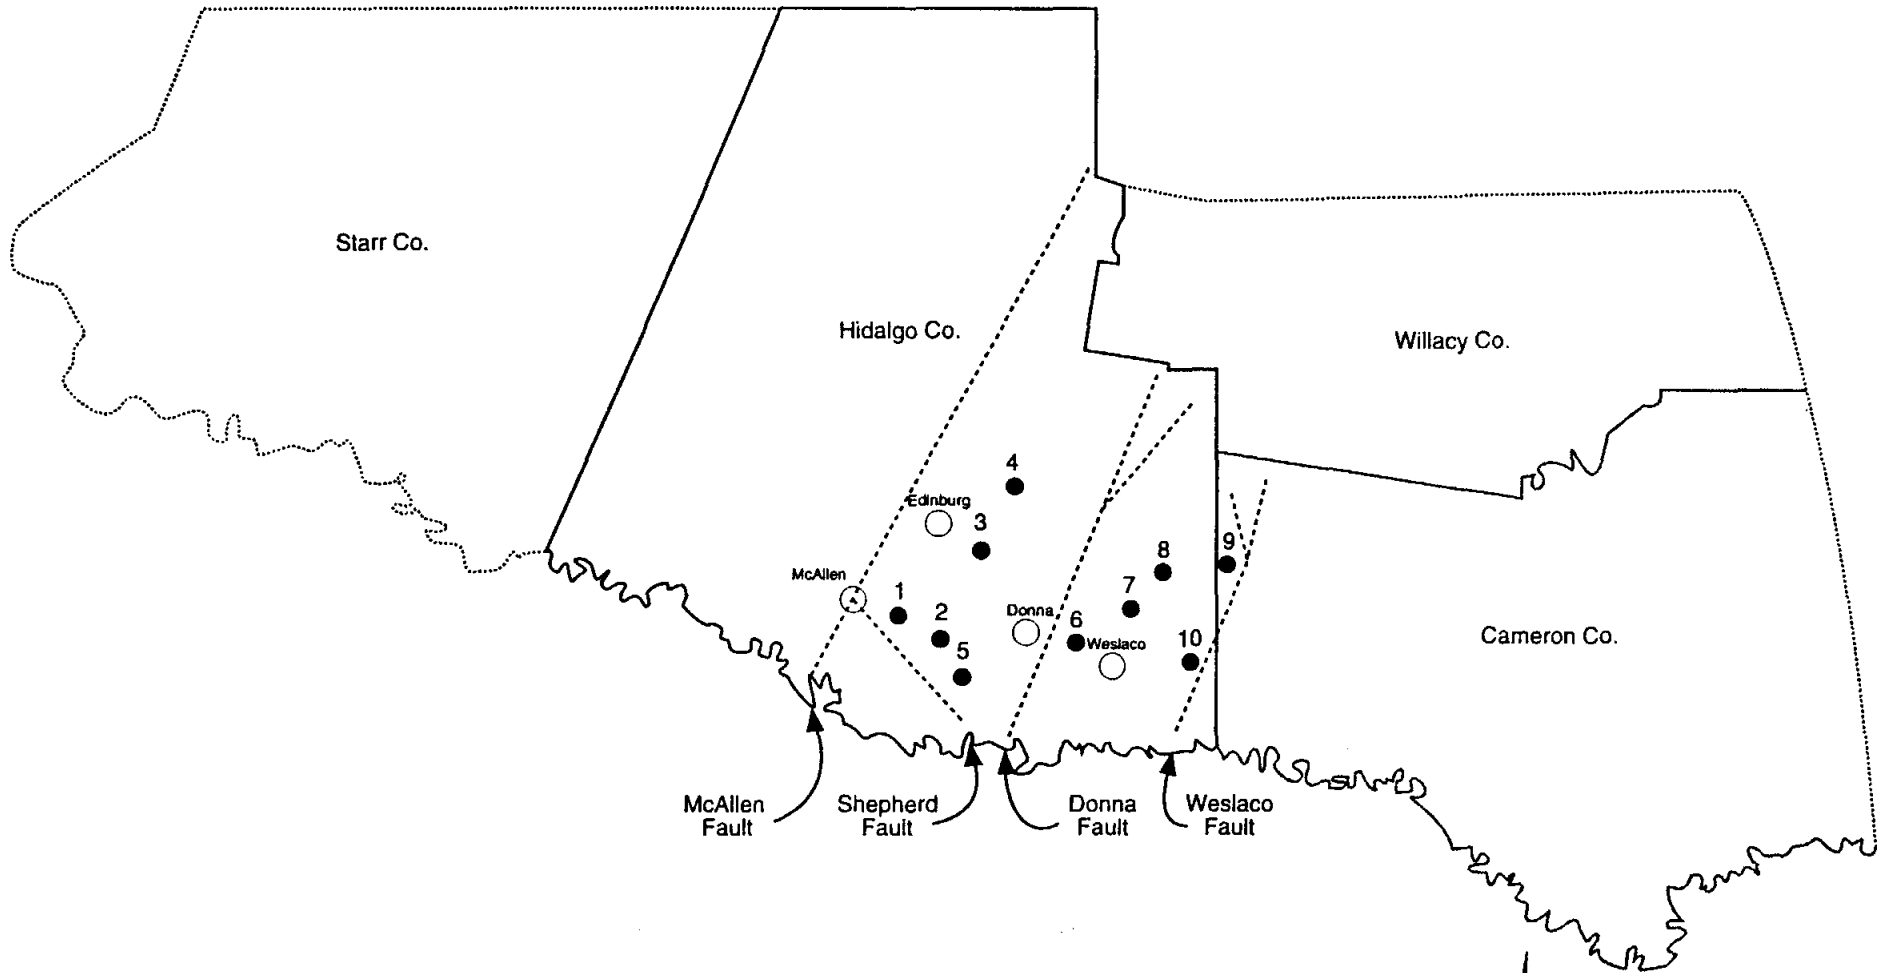 Starr Co.
Hidalgo Co.
Willacy Co.
4
Edinburg
3
8
9
McAllen
7
1
Donna
2
6
Weslaco
10
Cameron Co.
5
McAllen
Fault
Shepherd
Fault
Donna
Fault
Weslaco
Fault